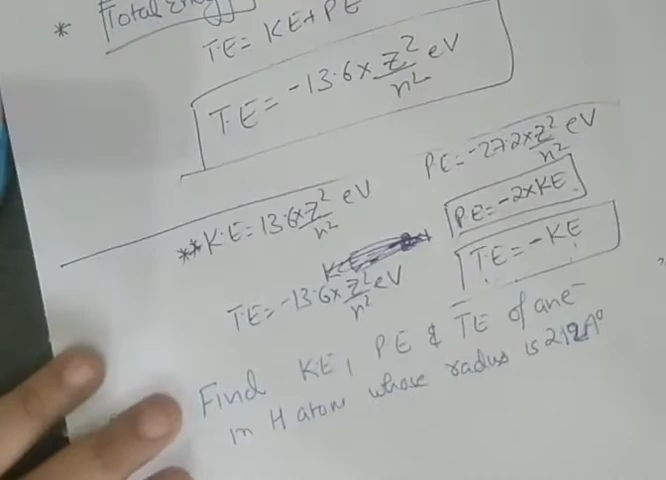 * Total Energy
T.E = KE + PE
T.E = -13.6 x Z²/n² eV
PE = -27.2 x Z²/n² eV
** K.E = 13.6 x Z²/n² eV
PE = -2xKE
T.E = -KE
TE = -13.6 x Z²/n² eV
Find KE, PE & TE of an e⁻
in H atom whose radius is 2.12A°